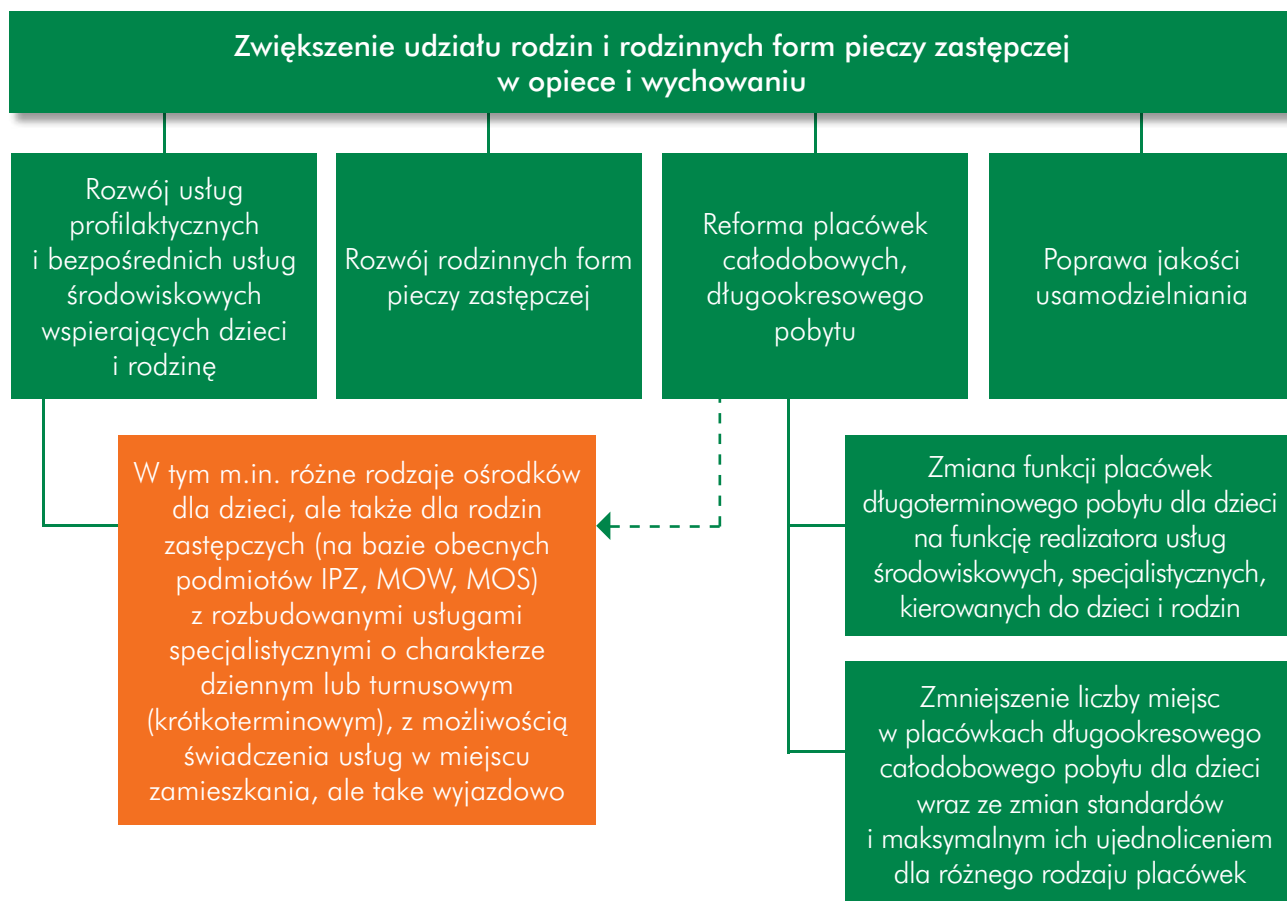 Zwiększenie udziału rodzin i rodzinnych form pieczy zastępczej
w opiece i wychowaniu
Rozwój usług
profilaktycznych
i bezpośrednich usług
środowiskowych
wspierających dzieci
i rodzinę
Rozwój rodzinnych form
pieczy zastępczej
Reforma placówek
całodobowych,
długookresowego
pobytu
Poprawa jakości
usamodzielniania
W tym m.in. różne rodzaje ośrodków
dla dzieci, ale także dla rodzin
zastępczych (na bazie obecnych
podmiotów IPZ, MOW, MOS)
z rozbudowanymi usługami
specjalistycznymi o charakterze
dziennym lub turnusowym
(krótkoterminowym), z możliwością
świadczenia usług w miejscu
zamieszkania, ale take wyjazdowo
Zmiana funkcji placówek
długoterminowego pobytu dla dzieci
na funkcję realizatora usług
środowiskowych, specjalistycznych,
kierowanych do dzieci i rodzin
Zmniejszenie liczby miejsc
w placówkach długookresowego
całodobowego pobytu dla dzieci
wraz ze zmian standardów
i maksymalnym ich ujednoliceniem
dla różnego rodzaju placówek